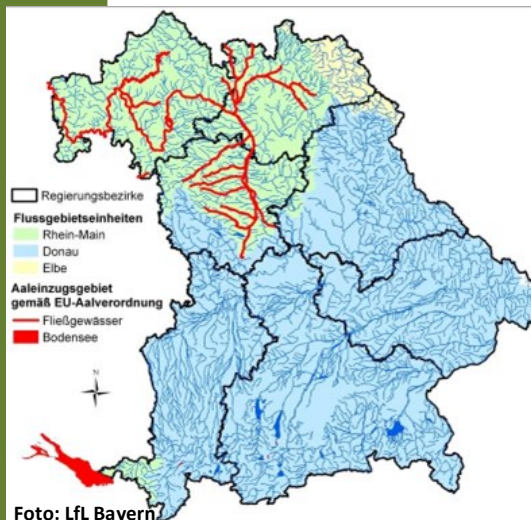 Regierungsbezirke
Flussgebietseinheiten
Rhein-Main
Donau
Elbe
Aaleinzugsgebiet
gemäß EU-Aalverordnung
Fließgewässer
Bodensee
N
Foto: LfL Bayern